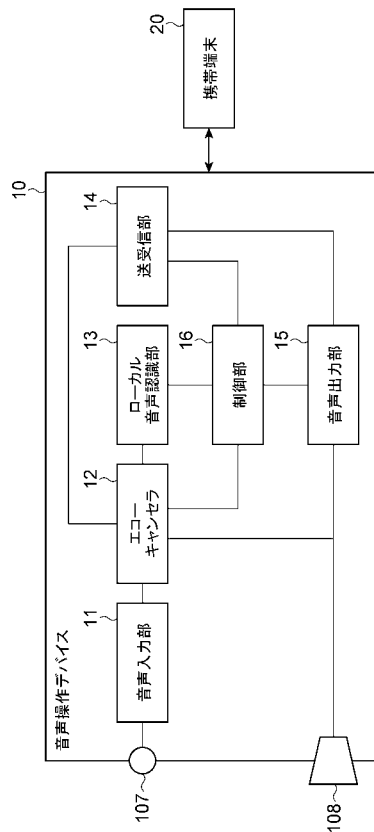 音声操作デバイス
10
107
11
音声入力部
12
エコー
キャンセラ
13
ローカル
音声認識部
14
送受信部
20
携帯端末
16
制御部
15
音声出力部
108